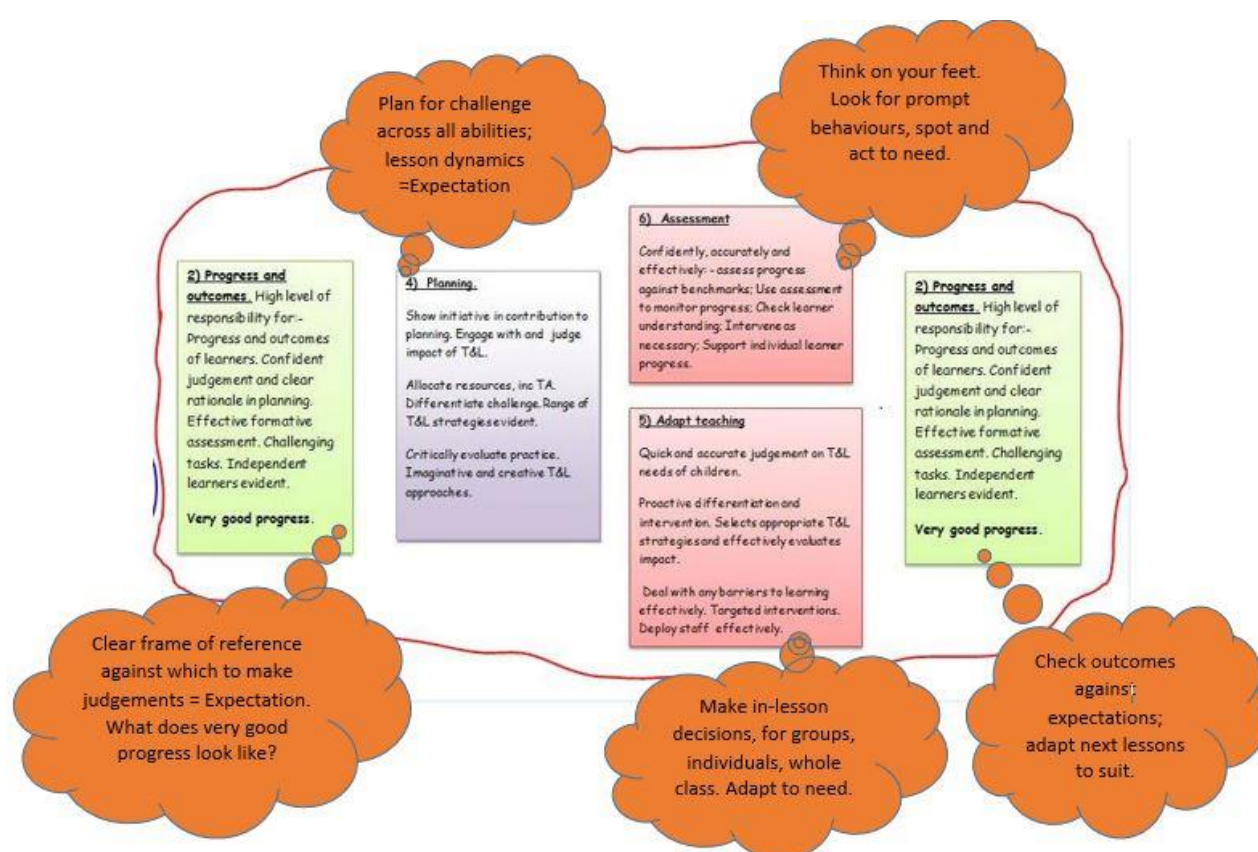 Plan for challenge
across all abilities;
lesson dynamics
=Expectation
Think on your feet.
Look for prompt
behaviours, spot and
act to need.
2) Progress and
outcomes. High level of
responsibility for:-
Progress and outcomes
of learners. Confident
judgement and clear
rationale in planning.
Effective formative
assessment. Challenging
tasks. Independent
learners evident.
Very good progress.
4) Planning.
Show initiative in contribution to
planning. Engage with and judge
impact of T&L.
Allocate resources, inc TA.
Differentiate challenge. Range of
T&L strategies evident.
Critically evaluate practice.
Imaginative and creative T&L
approaches.
6) Assessment
Confidently, accurately and
effectively: - assess progress
against benchmarks; Use assessment
to monitor progress; Check learner
understanding; Intervene as
necessary; Support individual learner
progress.
5) Adapt teaching
Quick and accurate judgement on T&L
needs of children.
Proactive differentiation and
intervention. Selects appropriate T&L
strategies and effectively evaluates
impact.
Deal with any barriers to learning
effectively. Targeted interventions.
Deploy staff effectively.
2) Progress and
outcomes. High level of
responsibility for:-
Progress and outcomes
of learners. Confident
judgement and clear
rationale in planning.
Effective formative
assessment. Challenging
tasks. Independent
learners evident.
Very good progress.
Clear frame of reference
against which to make
judgements = Expectation.
What does very good
progress look like?
Make in-lesson
decisions, for groups,
individuals, whole
class. Adapt to need.
Check outcomes
against
expectations;
adapt next lessons
to suit.